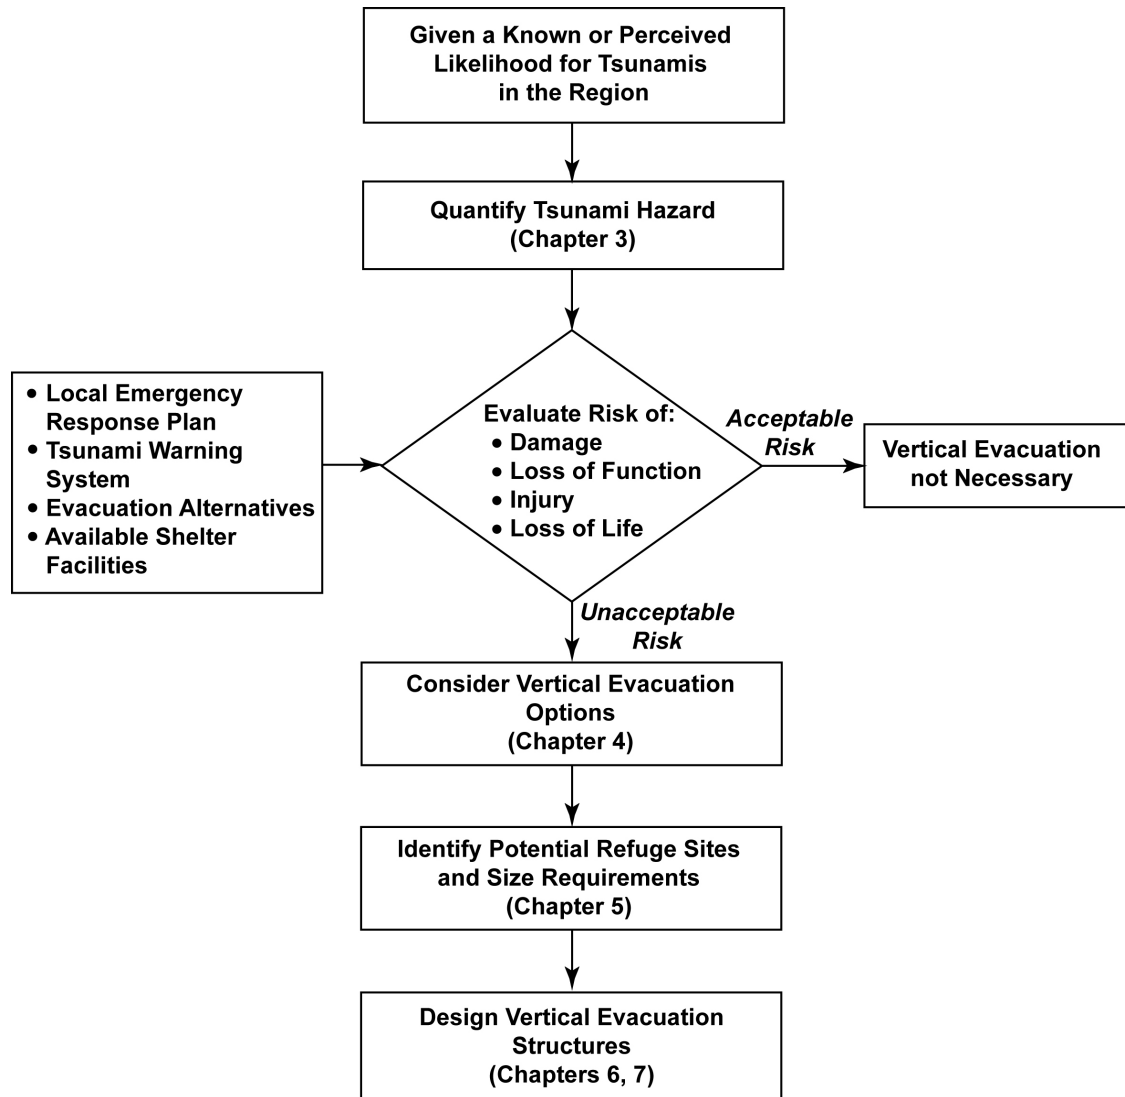 Given a Known or Perceived
Likelihood for Tsunamis
in the Region
Quantify Tsunami Hazard
(Chapter 3)
• Local Emergency
Response Plan
• Tsunami Warning
System
• Evacuation Alternatives
• Available Shelter
Facilities
Evaluate Risk of:
• Damage
• Loss of Function
• Injury
• Loss of Life
Acceptable
Risk
Vertical Evacuation
not Necessary
Unacceptable
Risk
Consider Vertical Evacuation
Options
(Chapter 4)
Identify Potential Refuge Sites
and Size Requirements
(Chapter 5)
Design Vertical Evacuation
Structures
(Chapters 6, 7)